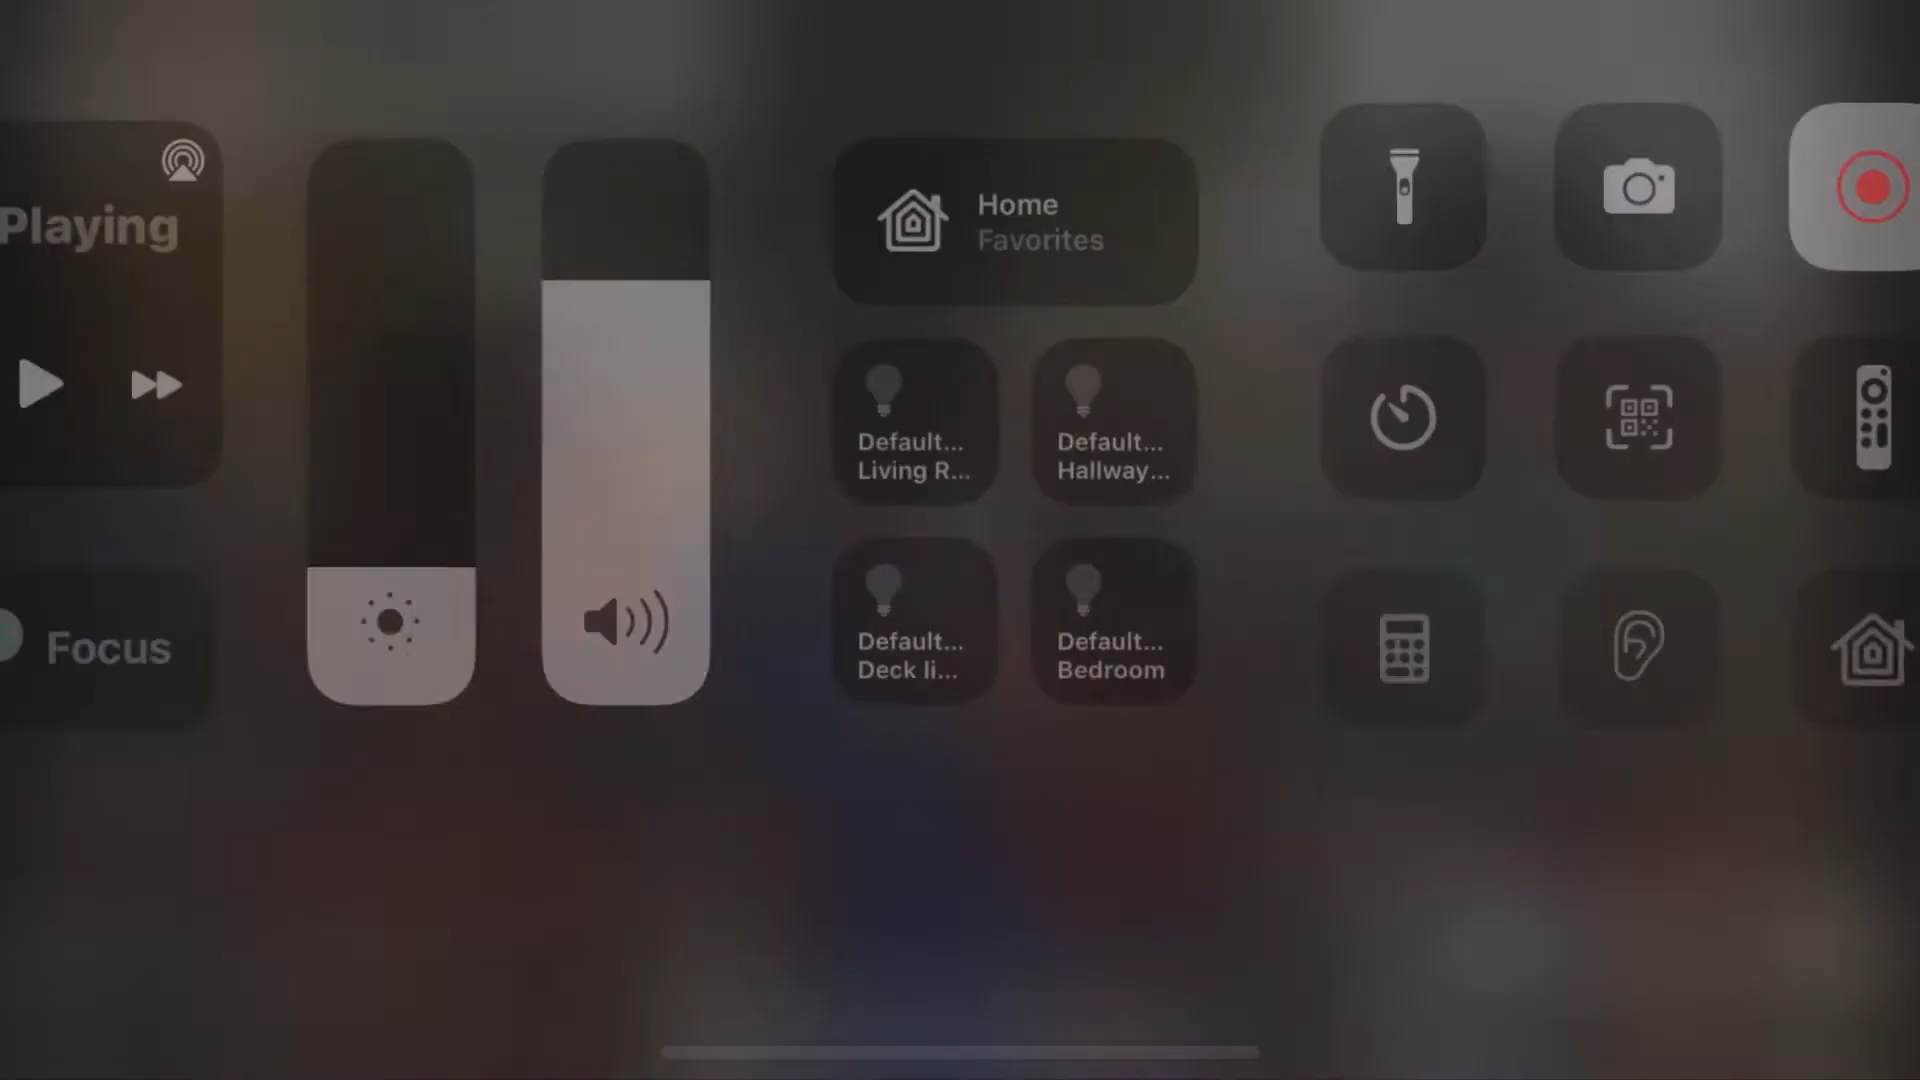 Playing
Focus
Home
Favorites
Default...
Living R...
Default...
Hallway...
Default...
Deck li...
Default...
Bedroom